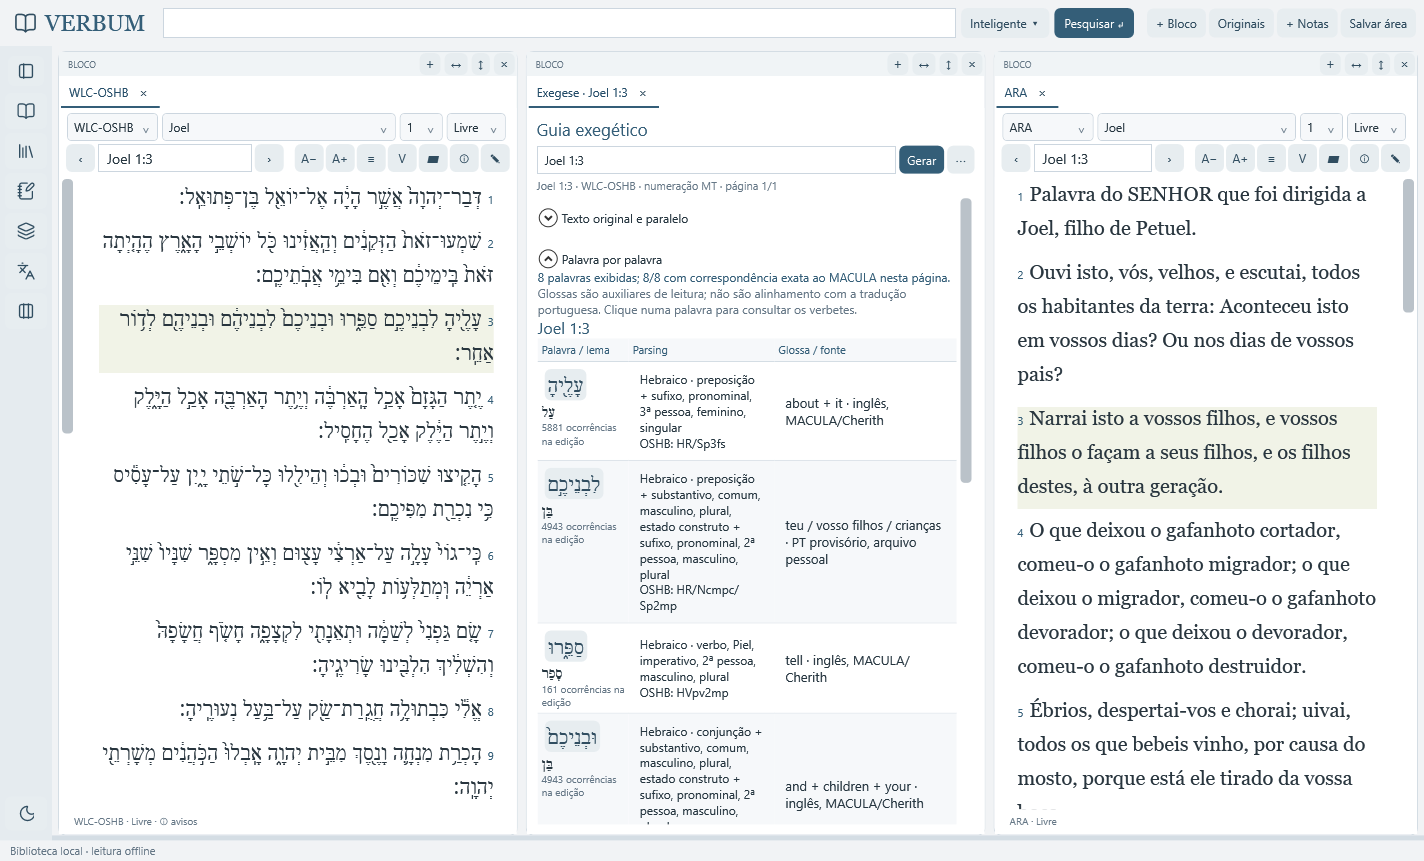 VERBUM
Inteligente
Pesquisar
+ Bloco
Originais
+ Notas
Salvar área
BLOCO
WLC-OSHB ×
WLC-OSHB
Joel
1
Livre
Joel 1:3
A−
A+
V
1 דְּבַר־יְהוָה֙ אֲשֶׁ֣ר הָיָ֔ה אֶל־יוֹאֵ֖ל בֶּן־פְּתוּאֵֽל׃
2 שִׁמְעוּ־זֹאת֙ הַזְּקֵנִ֔ים וְהַֽאֲזִ֔ינוּ כֹּ֖ל יוֹשְׁבֵ֣י הָאָ֑רֶץ הֶהָ֤יְתָה
זֹּאת֙ בִּֽימֵיכֶ֔ם וְאִ֖ם בִּימֵ֥י אֲבֹֽתֵיכֶֽם׃
3 עָלֶ֖יהָ לִבְנֵיכֶ֣ם סַפֵּ֑רוּ וּבְנֵיכֶם֙ לִבְנֵיהֶ֔ם וּבְנֵיהֶ֖ם לְד֥וֹר
אַחֵֽר׃
4 יֶ֤תֶר הַגָּזָם֙ אָכַ֣ל הָֽאַרְבֶּ֔ה וְיֶ֥תֶר הָאַרְבֶּ֖ה אָכַ֣ל הַיָּ֑לֶק
וְיֶ֣תֶר הַיֶּ֔לֶק אָכַ֖ל הֶחָסִֽיל׃
5 הָקִ֤יצוּ שִׁכּוֹרִים֙ וּבְכ֔וּ וְהֵילִ֖לוּ כָּל־שֹׁ֣תֵי יָ֑יִן עַל־עָסִ֕יס
כִּ֥י נִכְרַ֖ת מִפִּיכֶֽם׃
6 כִּֽי־גוֹי֙ עָלָ֣ה עַל־אַרְצִ֔י עָצ֖וּם וְאֵ֣ין מִסְפָּ֑ר שִׁנָּיו֙ שִׁנֵּ֣י
אַרְיֵ֔ה וּֽמְתַלְּע֥וֹת לָבִ֖יא לֽוֹ׃
7 שָׂ֤ם גַּפְנִי֙ לְשַׁמָּ֔ה וּתְאֵנָתִ֖י לִקְצָפָ֑ה חָשֹׂ֤ף חֲשָׂפָהּ֙
וְהִשְׁלִ֔יךְ הִלְבִּ֖ינוּ שָׂרִיגֶֽיהָ׃
8 אֱלִ֕י כִּבְתוּלָ֥ה חֲגֻֽרַת־שַׂ֖ק עַל־בַּ֥עַל נְעוּרֶֽיהָ׃
9 הָכְרַ֥ת מִנְחָ֛ה וָנֶ֖סֶךְ מִבֵּ֣ית יְהוָ֑ה אָֽבְלוּ֙ הַכֹּ֣הֲנִ֔ים מְשָׁרְתֵ֖י
יְהוָֽה׃
WLC-OSHB · Livre · ⓘ avisos
BLOCO
Exegese · Joel 1:3 ×
Guia exegético
Joel 1:3
Gerar
...
Joel 1:3 · WLC-OSHB · numeração MT · página 1/1
Texto original e paralelo
Palavra por palavra
8 palavras exibidas; 8/8 com correspondência exata ao MACULA nesta página.
Glossas são auxiliares de leitura; não são alinhamento com a tradução
portuguesa. Clique numa palavra para consultar os verbetes.
Joel 1:3
Palavra / lema
Parsing
Glossa / fonte
עָלֶ֖יהָ
עַל
5881 ocorrências
na edição
Hebraico · preposição
+ sufixo, pronominal,
3ª pessoa, feminino,
singular
OSHB: HR/Sp3fs
about + it · inglês,
MACULA/Cherith
לִבְנֵיכֶ֣ם
בֵּן
4943 ocorrências
na edição
Hebraico · preposição
+ substantivo, comum,
masculino, plural,
estado construto +
sufixo, pronominal, 2ª
pessoa, masculino,
plural
OSHB: HR/Ncmpc/
Sp2mp
teu / vosso filhos / crianças
· PT provisório, arquivo
pessoal
סַפֵּ֑רוּ
סָפַר
161 ocorrências na
edição
Hebraico · verbo, Piel,
imperativo, 2ª pessoa,
masculino, plural
OSHB: HVpv2mp
tell · inglês, MACULA/
Cherith
וּבְנֵיכֶם֙
בֵּן
4943 ocorrências
na edição
Hebraico · conjunção +
substantivo, comum,
masculino, plural,
estado construto +
sufixo, pronominal, 2ª
pessoa, masculino,
and + children + your ·
inglês, MACULA/Cherith
BLOCO
ARA ×
ARA
Joel
1
Livre
Joel 1:3
A−
A+
V
1 Palavra do SENHOR que foi dirigida a
Joel, filho de Petuel.
2 Ouvi isto, vós, velhos, e escutai, todos
os habitantes da terra: Aconteceu isto
em vossos dias? Ou nos dias de vossos
pais?
3 Narrai isto a vossos filhos, e vossos
filhos o façam a seus filhos, e os filhos
destes, à outra geração.
4 O que deixou o gafanhoto cortador,
comeu-o o gafanhoto migrador; o que
deixou o migrador, comeu-o o gafanhoto
devorador; o que deixou o devorador,
comeu-o o gafanhoto destruidor.
5 Ébrios, despertai-vos e chorai; uivai,
todos os que bebeis vinho, por causa do
mosto, porque está ele tirado da vossa
ARA · Livre
Biblioteca local · leitura offline